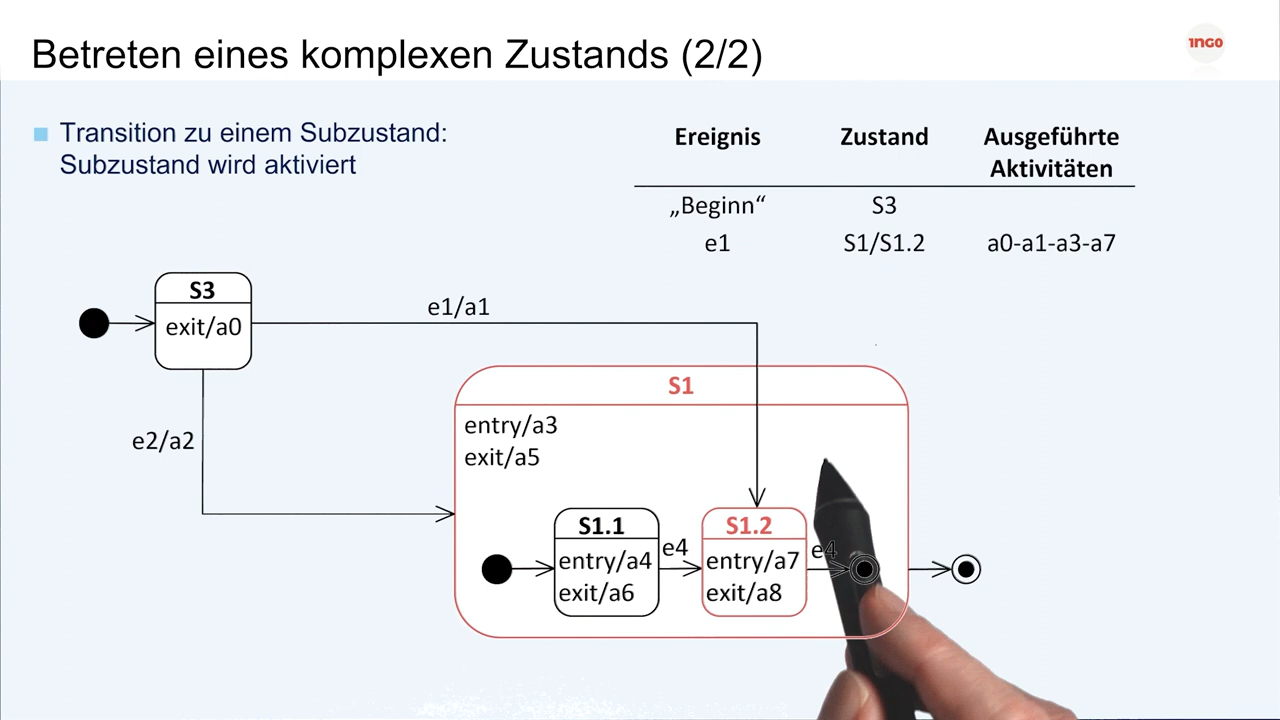 Betreten eines komplexen Zustands (2/2)
1NGO
Transition zu einem Subzustand:
Subzustand wird aktiviert
Ereignis Zustand Ausgeführte
Aktivitäten
„Beginn“ S3
e1 S1/S1.2 a0-a1-a3-a7
S3
exit/a0
e1/a1
e2/a2
S1
entry/a3
exit/a5
S1.1
entry/a4
exit/a6
e4
S1.2
entry/a7
exit/a8
e4